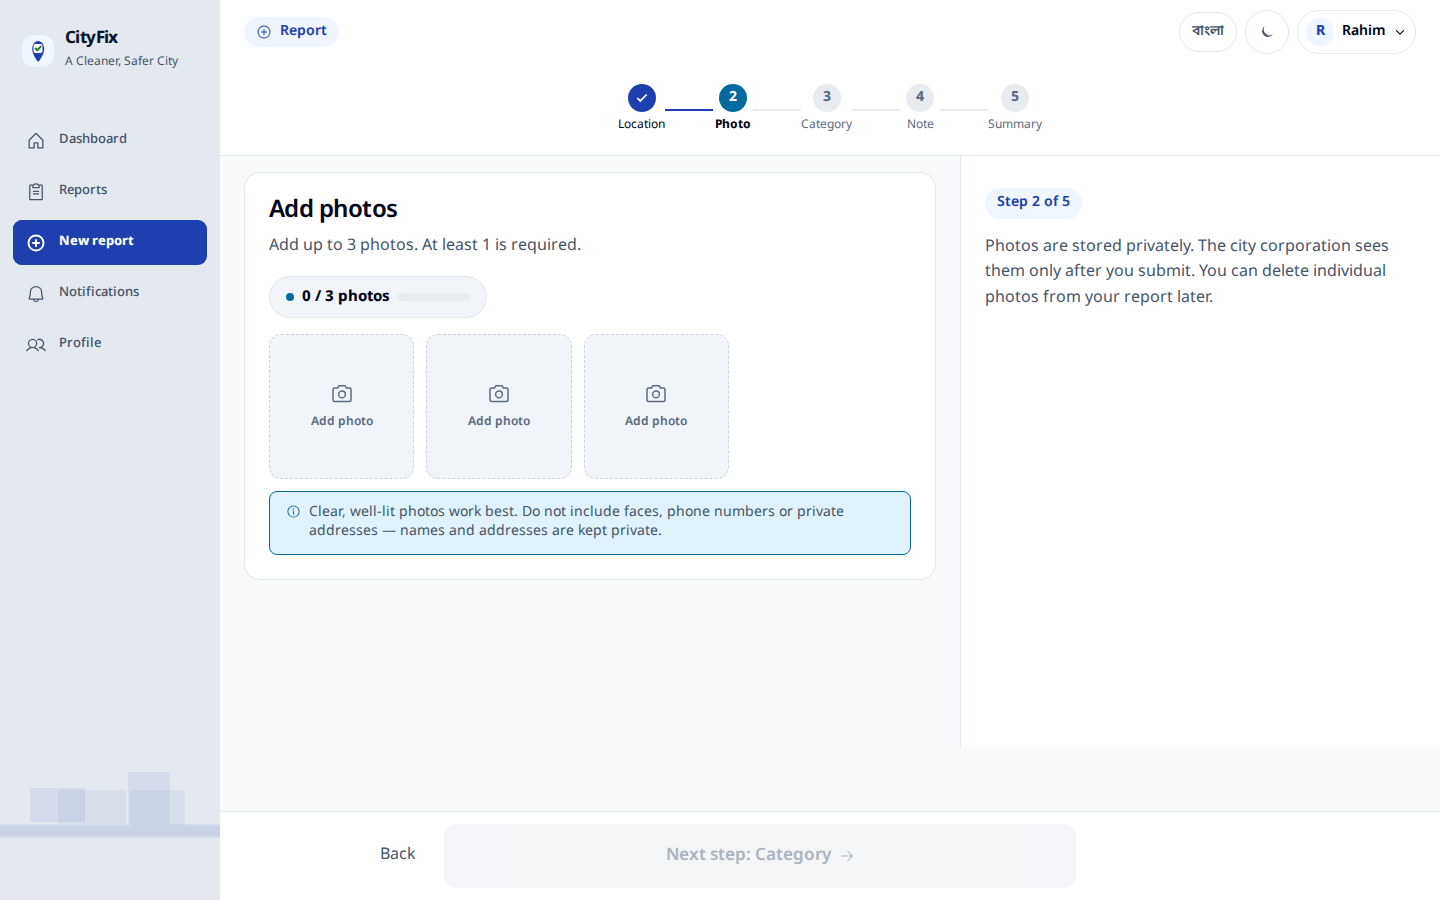 CityFix
A Cleaner, Safer City
Dashboard
Reports
New report
Notifications
Profile
Report
বাংলা
R
Rahim
2
3
4
5
Location
Photo
Category
Note
Summary
Add photos
Add up to 3 photos. At least 1 is required.
0 / 3 photos
Add photo
Add photo
Add photo
Clear, well-lit photos work best. Do not include faces, phone numbers or private
addresses — names and addresses are kept private.
Step 2 of 5
Photos are stored privately. The city corporation sees
them only after you submit. You can delete individual
photos from your report later.
Back
Next step: Category